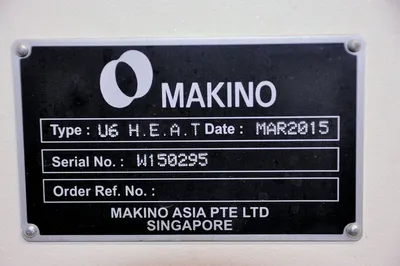 MAKINO
Type : U6 H.E.A.T Date : MAR2015
Serial No. : W150295
Order Ref. No. :
MAKINO ASIA PTE LTD
SINGAPORE